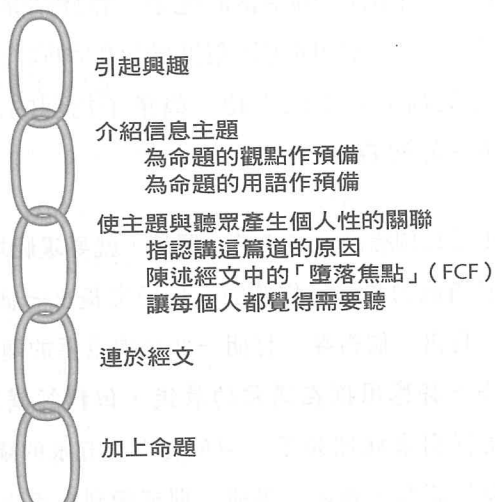 引起興趣
介紹信息主題
為命題的觀點作預備
為命題的用語作預備
使主題與聽眾產生個人性的關聯
指認講這篇道的原因
陳述經文中的「墮落焦點」(FCF)
讓每個人都覺得需要聽
連於經文
加上命題